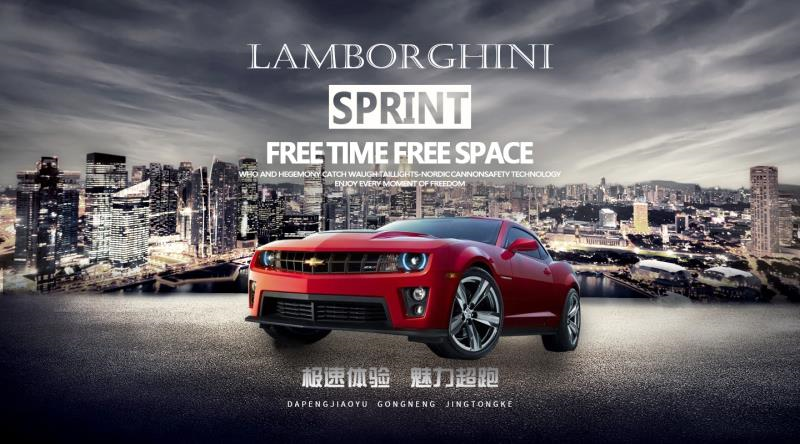 LAMBORGHINI
SPRINT
FREE TIME FREE SPACE
WHO AND HEGEMONY CATCH WAUGH TAILLIGHTS-NORDIC CANNONSAFETY TECHNOLOGY
ENJOY EVERY MOMENT OF FREEDOM
极速体验 魅力超跑
DAPENGJIAOYU GONGNENG JINGTONGKE